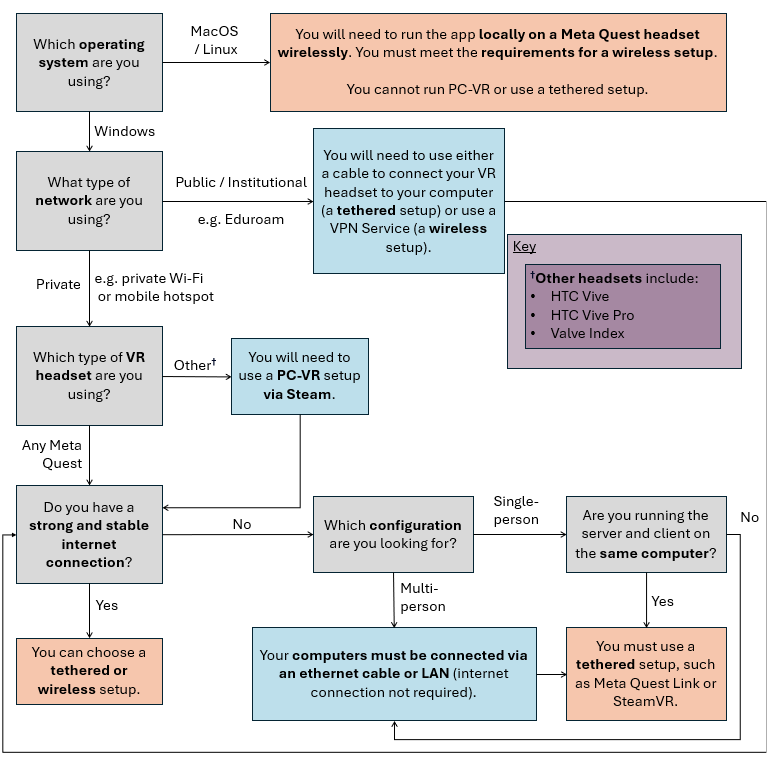 Which operating
system are you
using?
MacOS
/ Linux
You will need to run the app locally on a Meta Quest headset
wirelessly. You must meet the requirements for a wireless setup.
You cannot run PC-VR or use a tethered setup.
Windows
What type of
network are you
using?
Public / Institutional
e.g. Eduroam
You will need to use either
a cable to connect your VR
headset to your computer
(a tethered setup) or use a
VPN Service (a wireless
setup).
Key
†Other headsets include:
• HTC Vive
• HTC Vive Pro
• Valve Index
Private
e.g. private Wi-Fi
or mobile hotspot
Which type of VR
headset are you
using?
Other†
You will need to
use a PC-VR setup
via Steam.
Any Meta
Quest
Do you have a
strong and stable
internet
connection?
No
Which configuration
are you looking for?
Single-
person
Are you running the
server and client on
the same computer?
No
Yes
Multi-
person
Yes
You can choose a
tethered or
wireless setup.
Your computers must be connected via
an ethernet cable or LAN (internet
connection not required).
You must use a
tethered setup, such
as Meta Quest Link or
SteamVR.